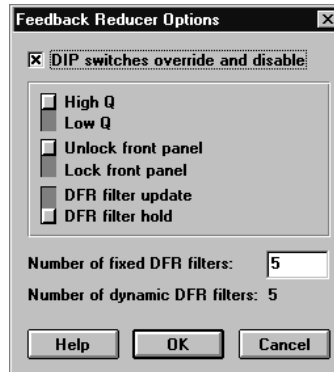 Feedback Reducer Options
DIP switches override and disable
High Q
Low Q
Unlock front panel
Lock front panel
DFR filter update
DFR filter hold
Number of fixed DFR filters: 5
Number of dynamic DFR filters: 5
Help OK Cancel